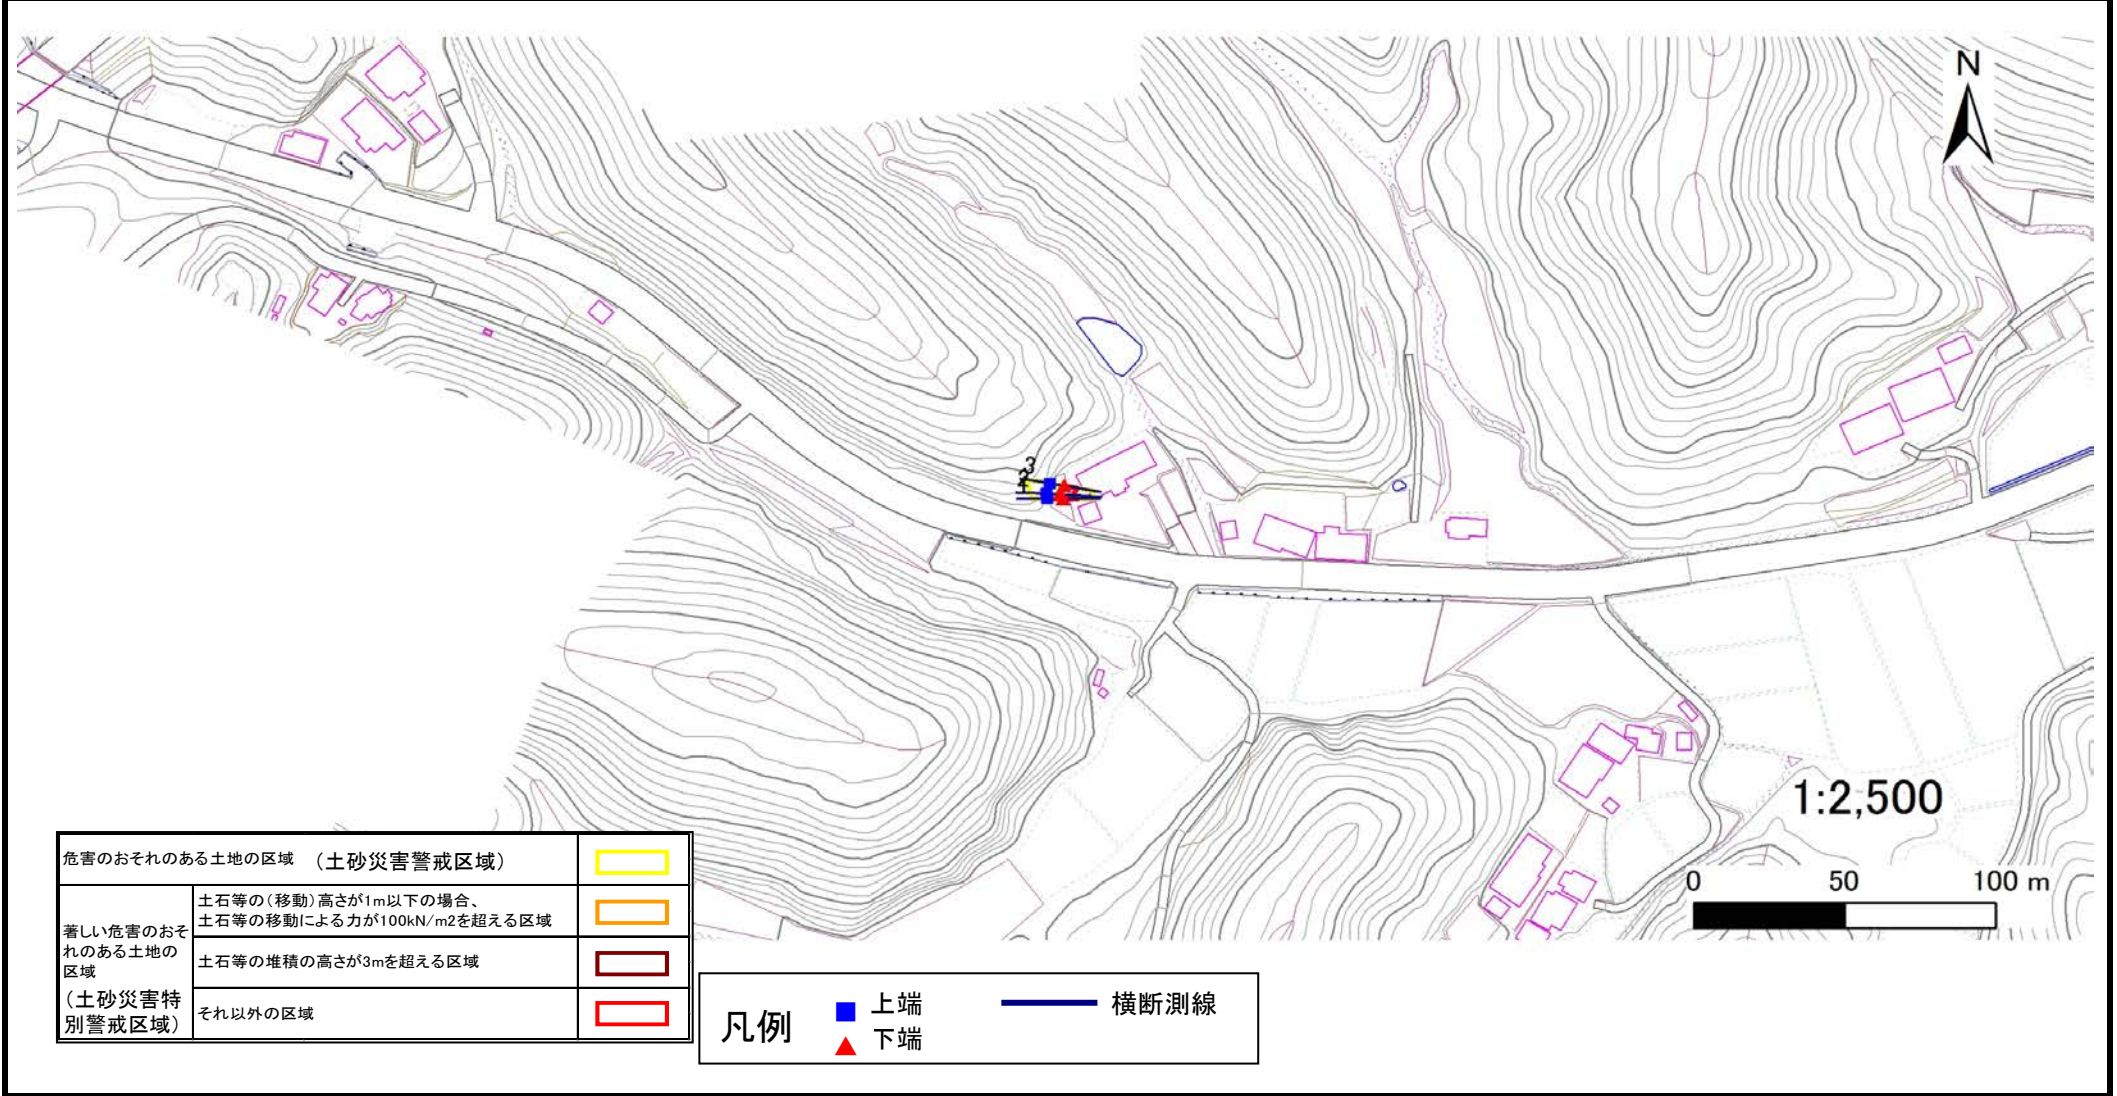 N
3
1:2,500
0 50 100 m
危害のおそれのある土地の区域 （土砂災害警戒区域）
著しい危害のおそ
れのある土地の
区域
（土砂災害特
別警戒区域）
土石等の（移動）高さが1m以下の場合、
土石等の移動による力が100kN/m2を超える区域
土石等の堆積の高さが3mを超える区域
それ以外の区域
凡例
上端
下端
横断測線